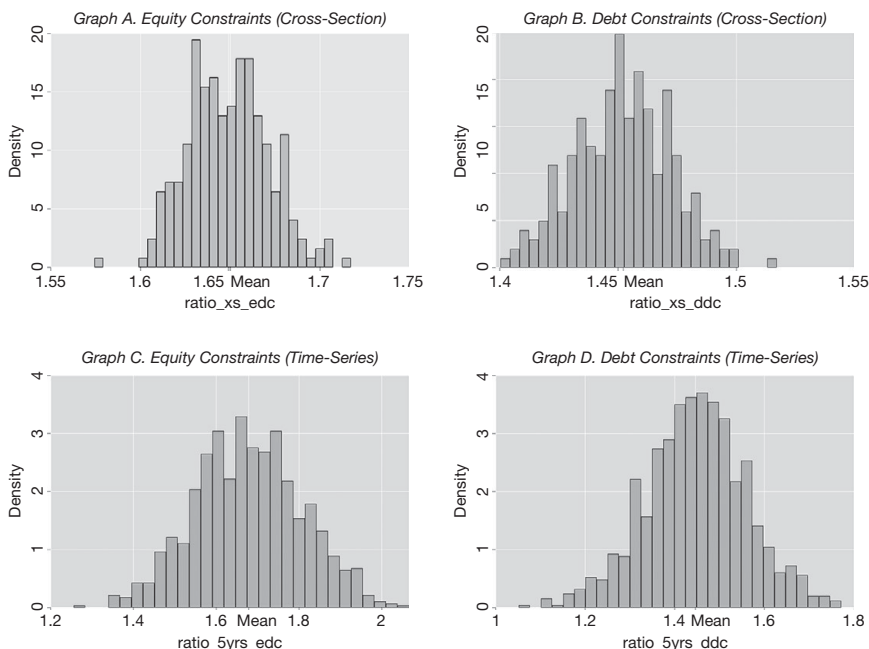 Graph A. Equity Constraints (Cross-Section)
20
15
10
5
0
Density
1.55 1.6 1.65 Mean 1.7 1.75
ratio_xs_edc
Graph B. Debt Constraints (Cross-Section)
20
15
10
5
0
Density
1.4 1.45 Mean 1.5 1.55
ratio_xs_ddc
Graph C. Equity Constraints (Time-Series)
4
3
2
1
0
Density
1.2 1.4 1.6 Mean 1.8 2
ratio_5yrs_edc
Graph D. Debt Constraints (Time-Series)
4
3
2
1
0
Density
1 1.2 1.4 Mean 1.6 1.8
ratio_5yrs_ddc